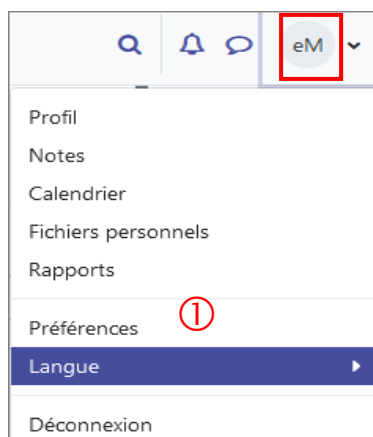 eM
Profil
Notes
Calendrier
Fichiers personnels
Rapports
①
Préférences
Langue
Déconnexion